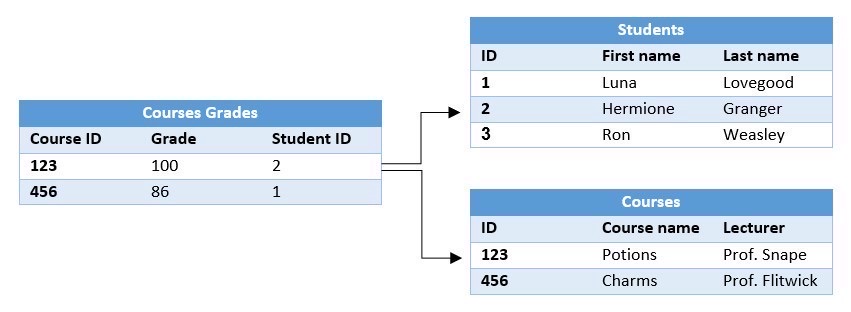 Courses Grades
Course ID Grade Student ID
123 100 2
456 86 1
Students
ID First name Last name
1 Luna Lovegood
2 Hermione Granger
3 Ron Weasley
Courses
ID Course name Lecturer
123 Potions Prof. Snape
456 Charms Prof. Flitwick